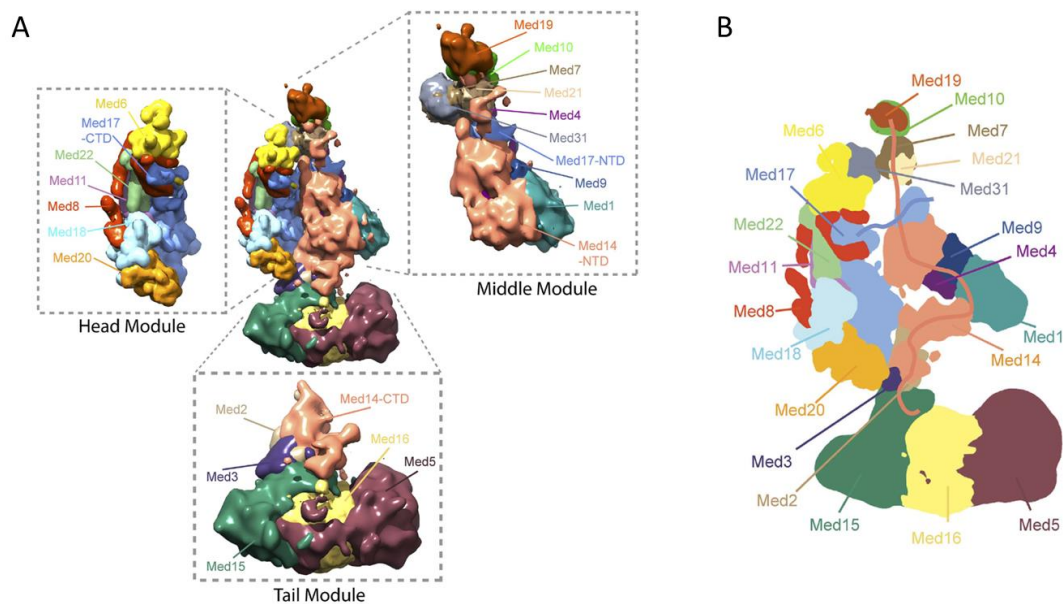 A
Med6
Med17
-CTD
Med22
Med11
Med8
Med18
Med20
Head Module
Med19
Med10
Med7
Med21
Med4
Med31
Med17-NTD
Med9
Med1
Med14
-NTD
Middle Module
Med2
Med14-CTD
Med16
Med3
Med5
Med15
Tail Module
B
Med19
Med10
Med6
Med7
Med17
Med21
Med31
Med22
Med9
Med11
Med4
Med8
Med1
Med18
Med14
Med20
Med3
Med2
Med15
Med16
Med5